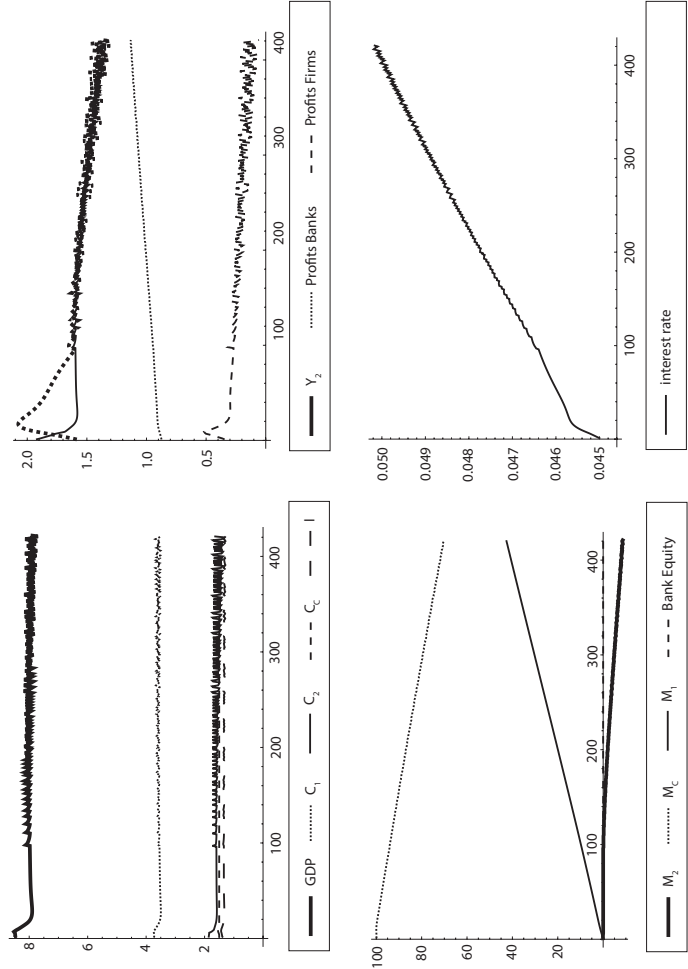 8
6
4
2
100 200 300 400
GDP C₁ C₂ C_C I
2.0
1.5
1.0
0.5
100 200 300 400
Y₂ Profits Banks Profits Firms
100
80
60
40
20
100 200 300 400
M₂ M_C M₁ Bank Equity
0.050
0.049
0.048
0.047
0.046
0.045
100 200 300 400
interest rate